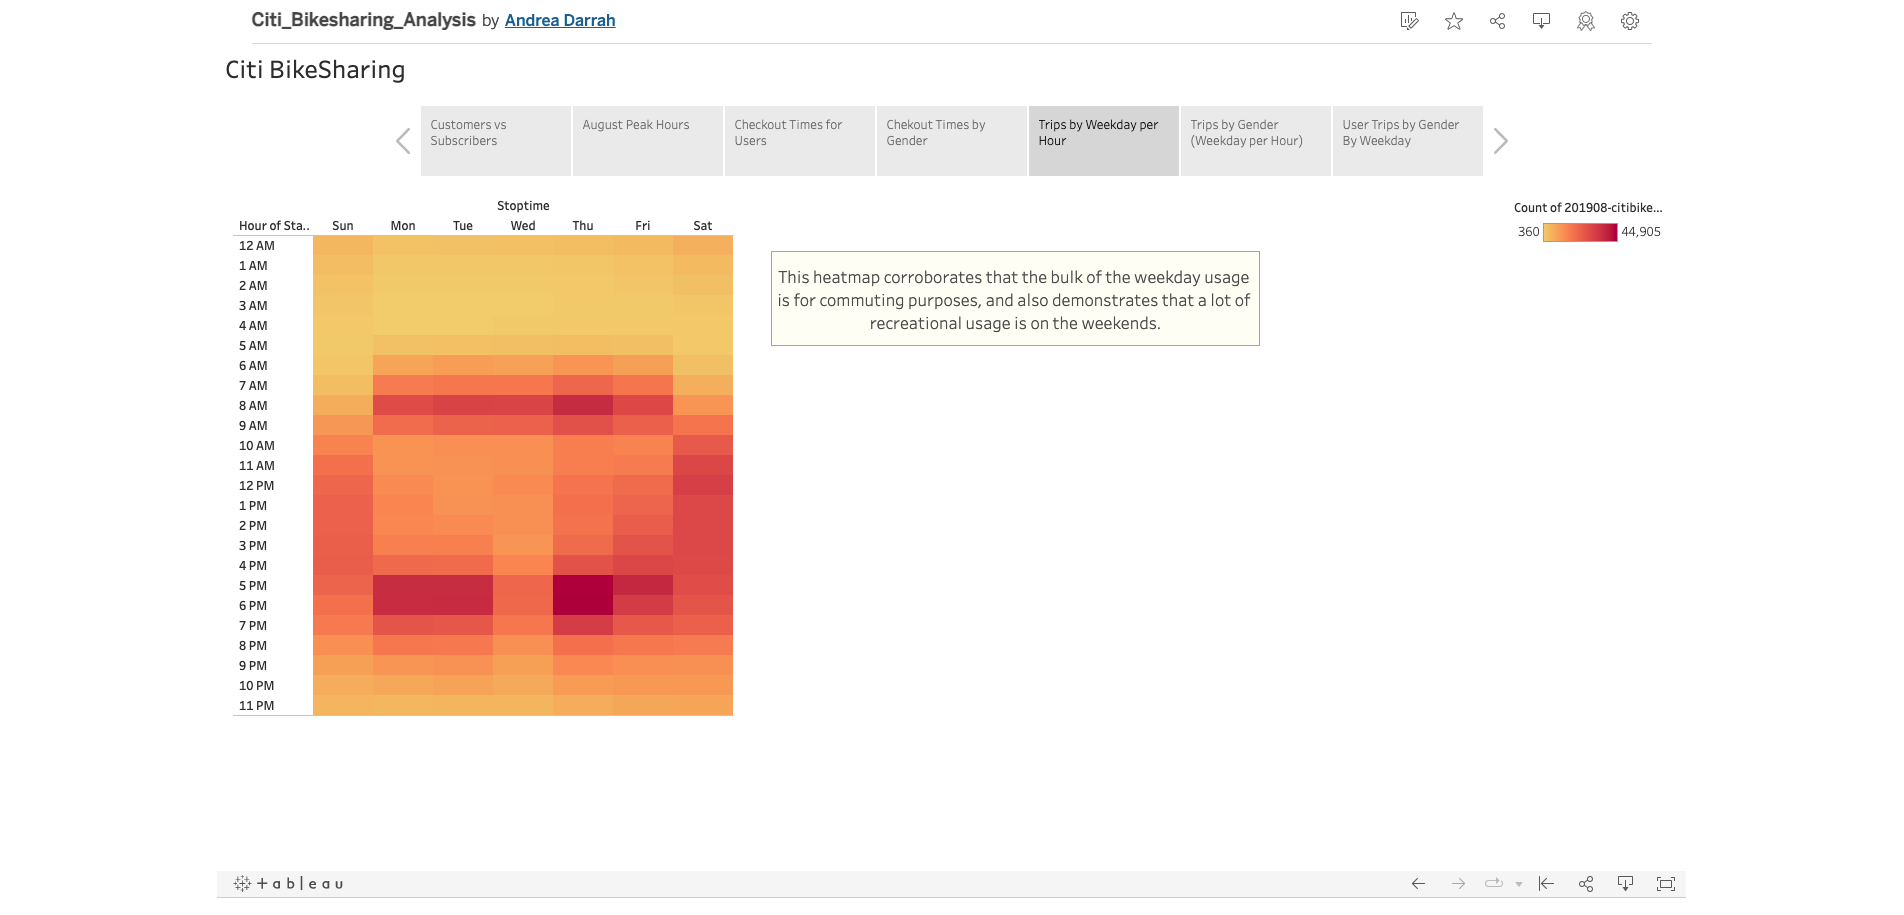 Citi_Bikesharing_Analysis by Andrea Darrah
Citi BikeSharing
Customers vs
Subscribers
August Peak Hours
Checkout Times for
Users
Chekout Times by
Gender
Trips by Weekday per
Hour
Trips by Gender
(Weekday per Hour)
User Trips by Gender
By Weekday
Stoptime
Hour of Sta.. Sun Mon Tue Wed Thu Fri Sat
12 AM
1 AM
2 AM
3 AM
4 AM
5 AM
6 AM
7 AM
8 AM
9 AM
10 AM
11 AM
12 PM
1 PM
2 PM
3 PM
4 PM
5 PM
6 PM
7 PM
8 PM
9 PM
10 PM
11 PM
This heatmap corroborates that the bulk of the weekday usage
is for commuting purposes, and also demonstrates that a lot of
recreational usage is on the weekends.
Count of 201908-citibike...
360 44,905
+ableau